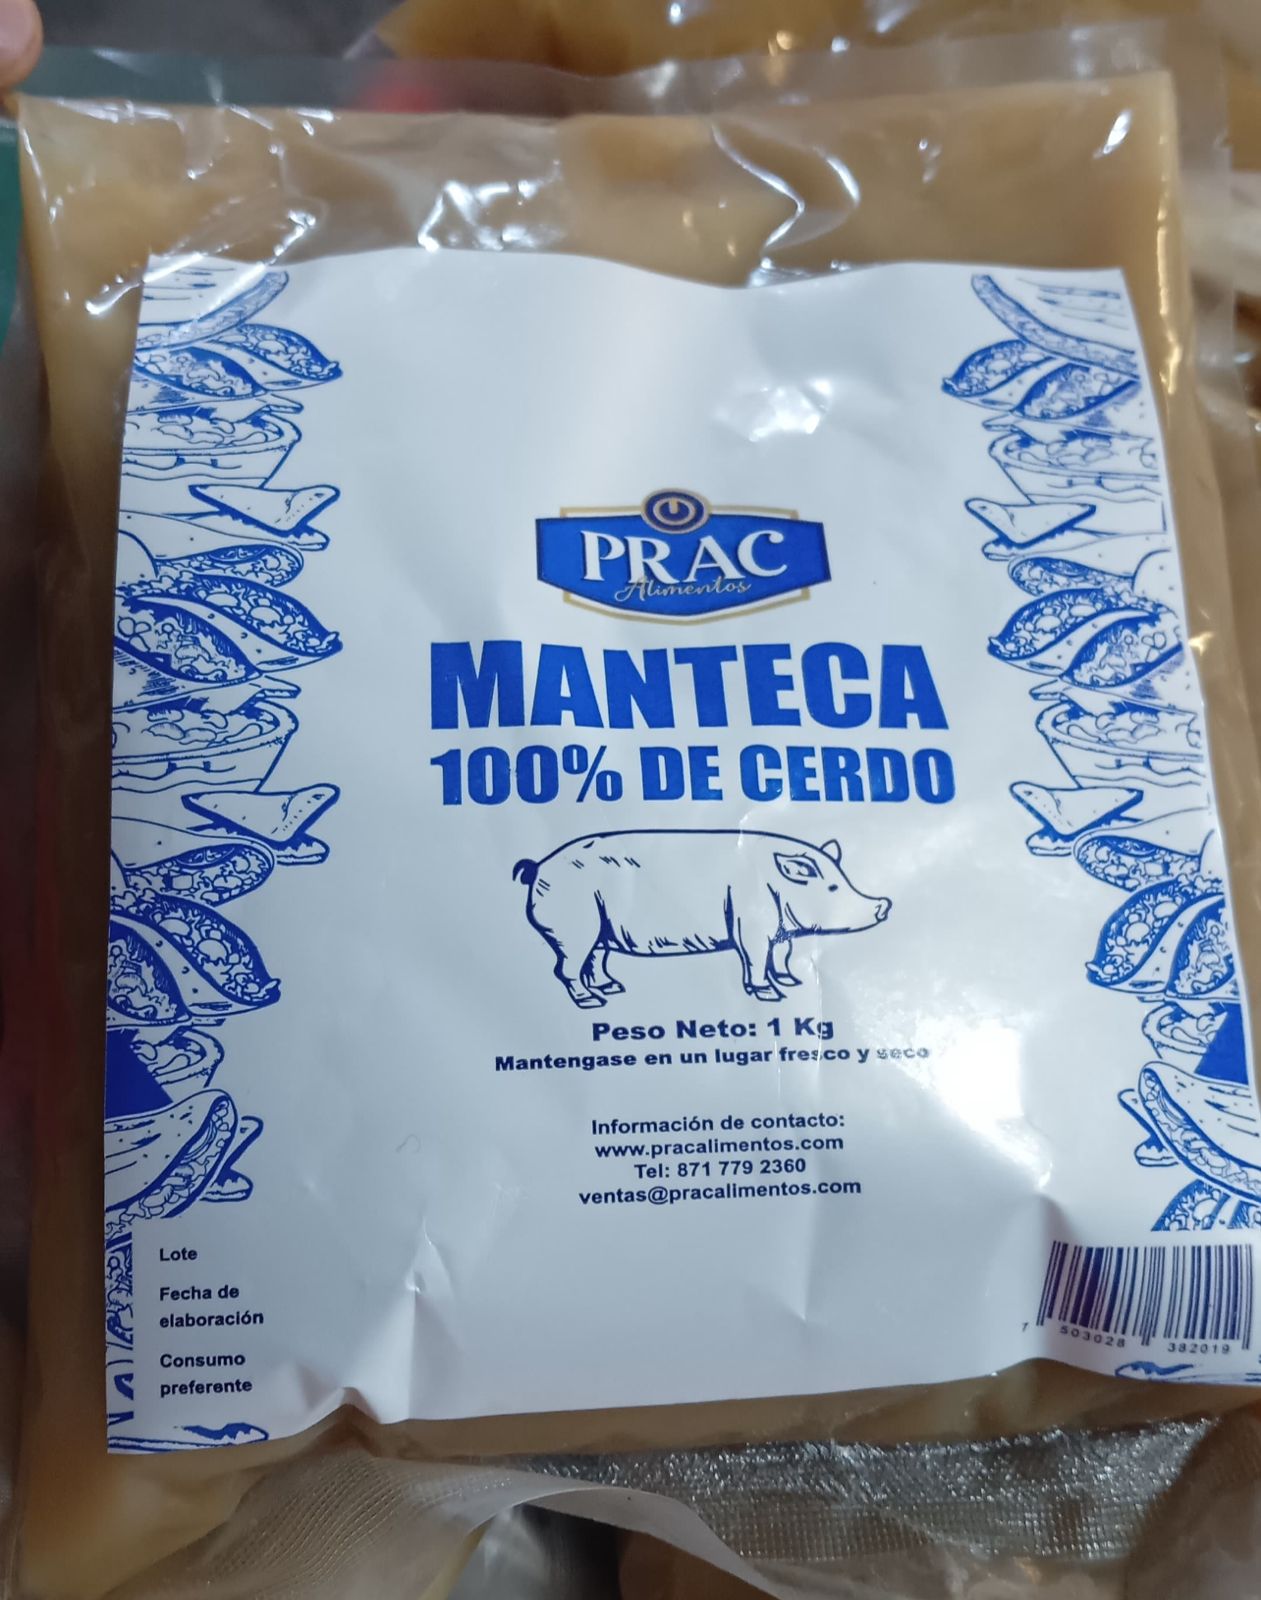 PRAC
Alimentos
MANTECA
100% DE CERDO
Peso Neto: 1 Kg
Mantengase en un lugar fresco y seco
Información de contacto:
www.pracalimentos.com
Tel: 871 779 2360
ventas@pracalimentos.com
Lote
Fecha de
elaboración
Consumo
preferente
7 503028 382019